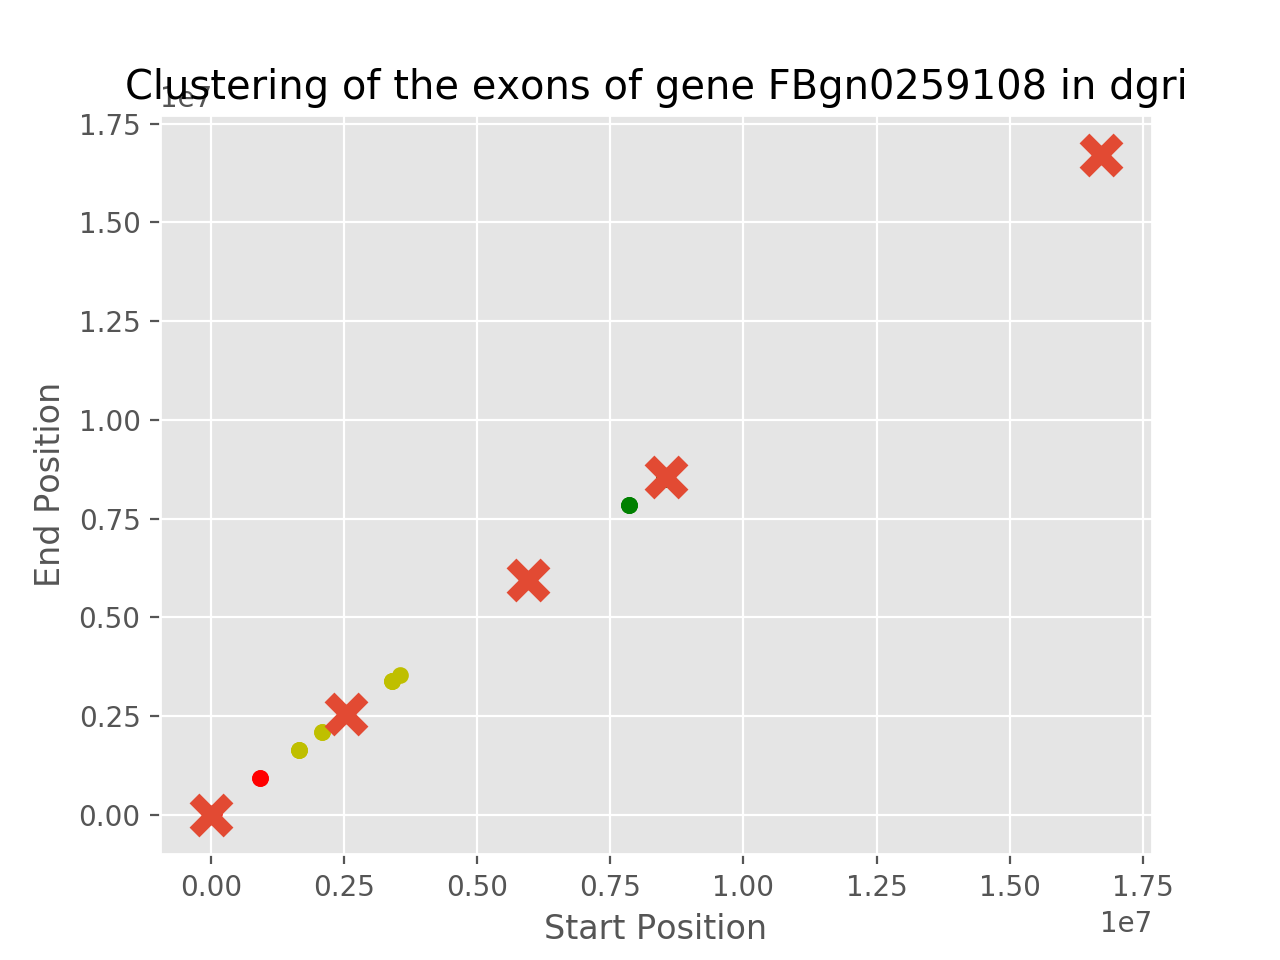 Clustering of the exons of gene FBgn0259108 in dgri
1e7
1.75
1.50
1.25
1.00
0.75
0.50
0.25
0.00
End Position
0.00 0.25 0.50 0.75 1.00 1.25 1.50 1.75
1e7
Start Position